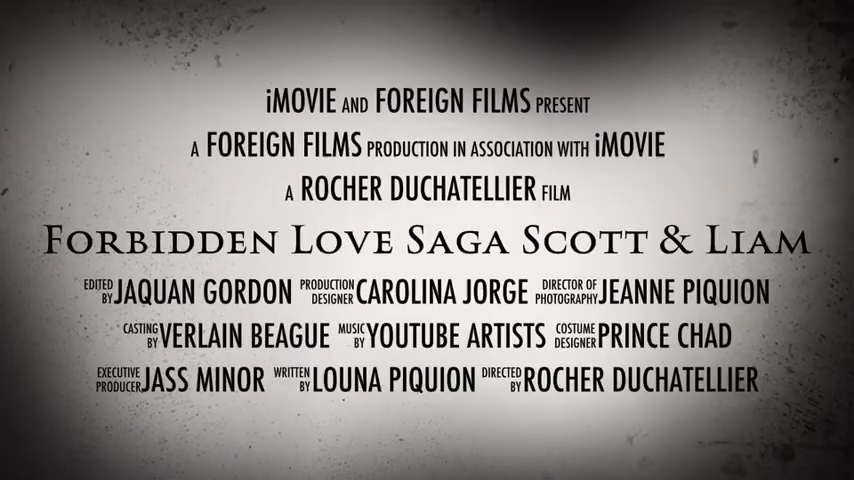 iMOVIE AND FOREIGN FILMS PRESENT
A FOREIGN FILMS PRODUCTION IN ASSOCIATION WITH iMOVIE
A ROCHER DUCHATELLIER FILM
FORBIDDEN LOVE SAGA SCOTT & LIAM
EDITED BY JAQUAN GORDON PRODUCTION DESIGNER CAROLINA JORGE DIRECTOR OF PHOTOGRAPHY JEANNE PIQUION
CASTING BY VERLAIN BEAGUE MUSIC BY YOUTUBE ARTISTS COSTUME DESIGNER PRINCE CHAD
EXECUTIVE PRODUCER JASS MINOR WRITTEN BY LOUNA PIQUION DIRECTED BY ROCHER DUCHATELLIER